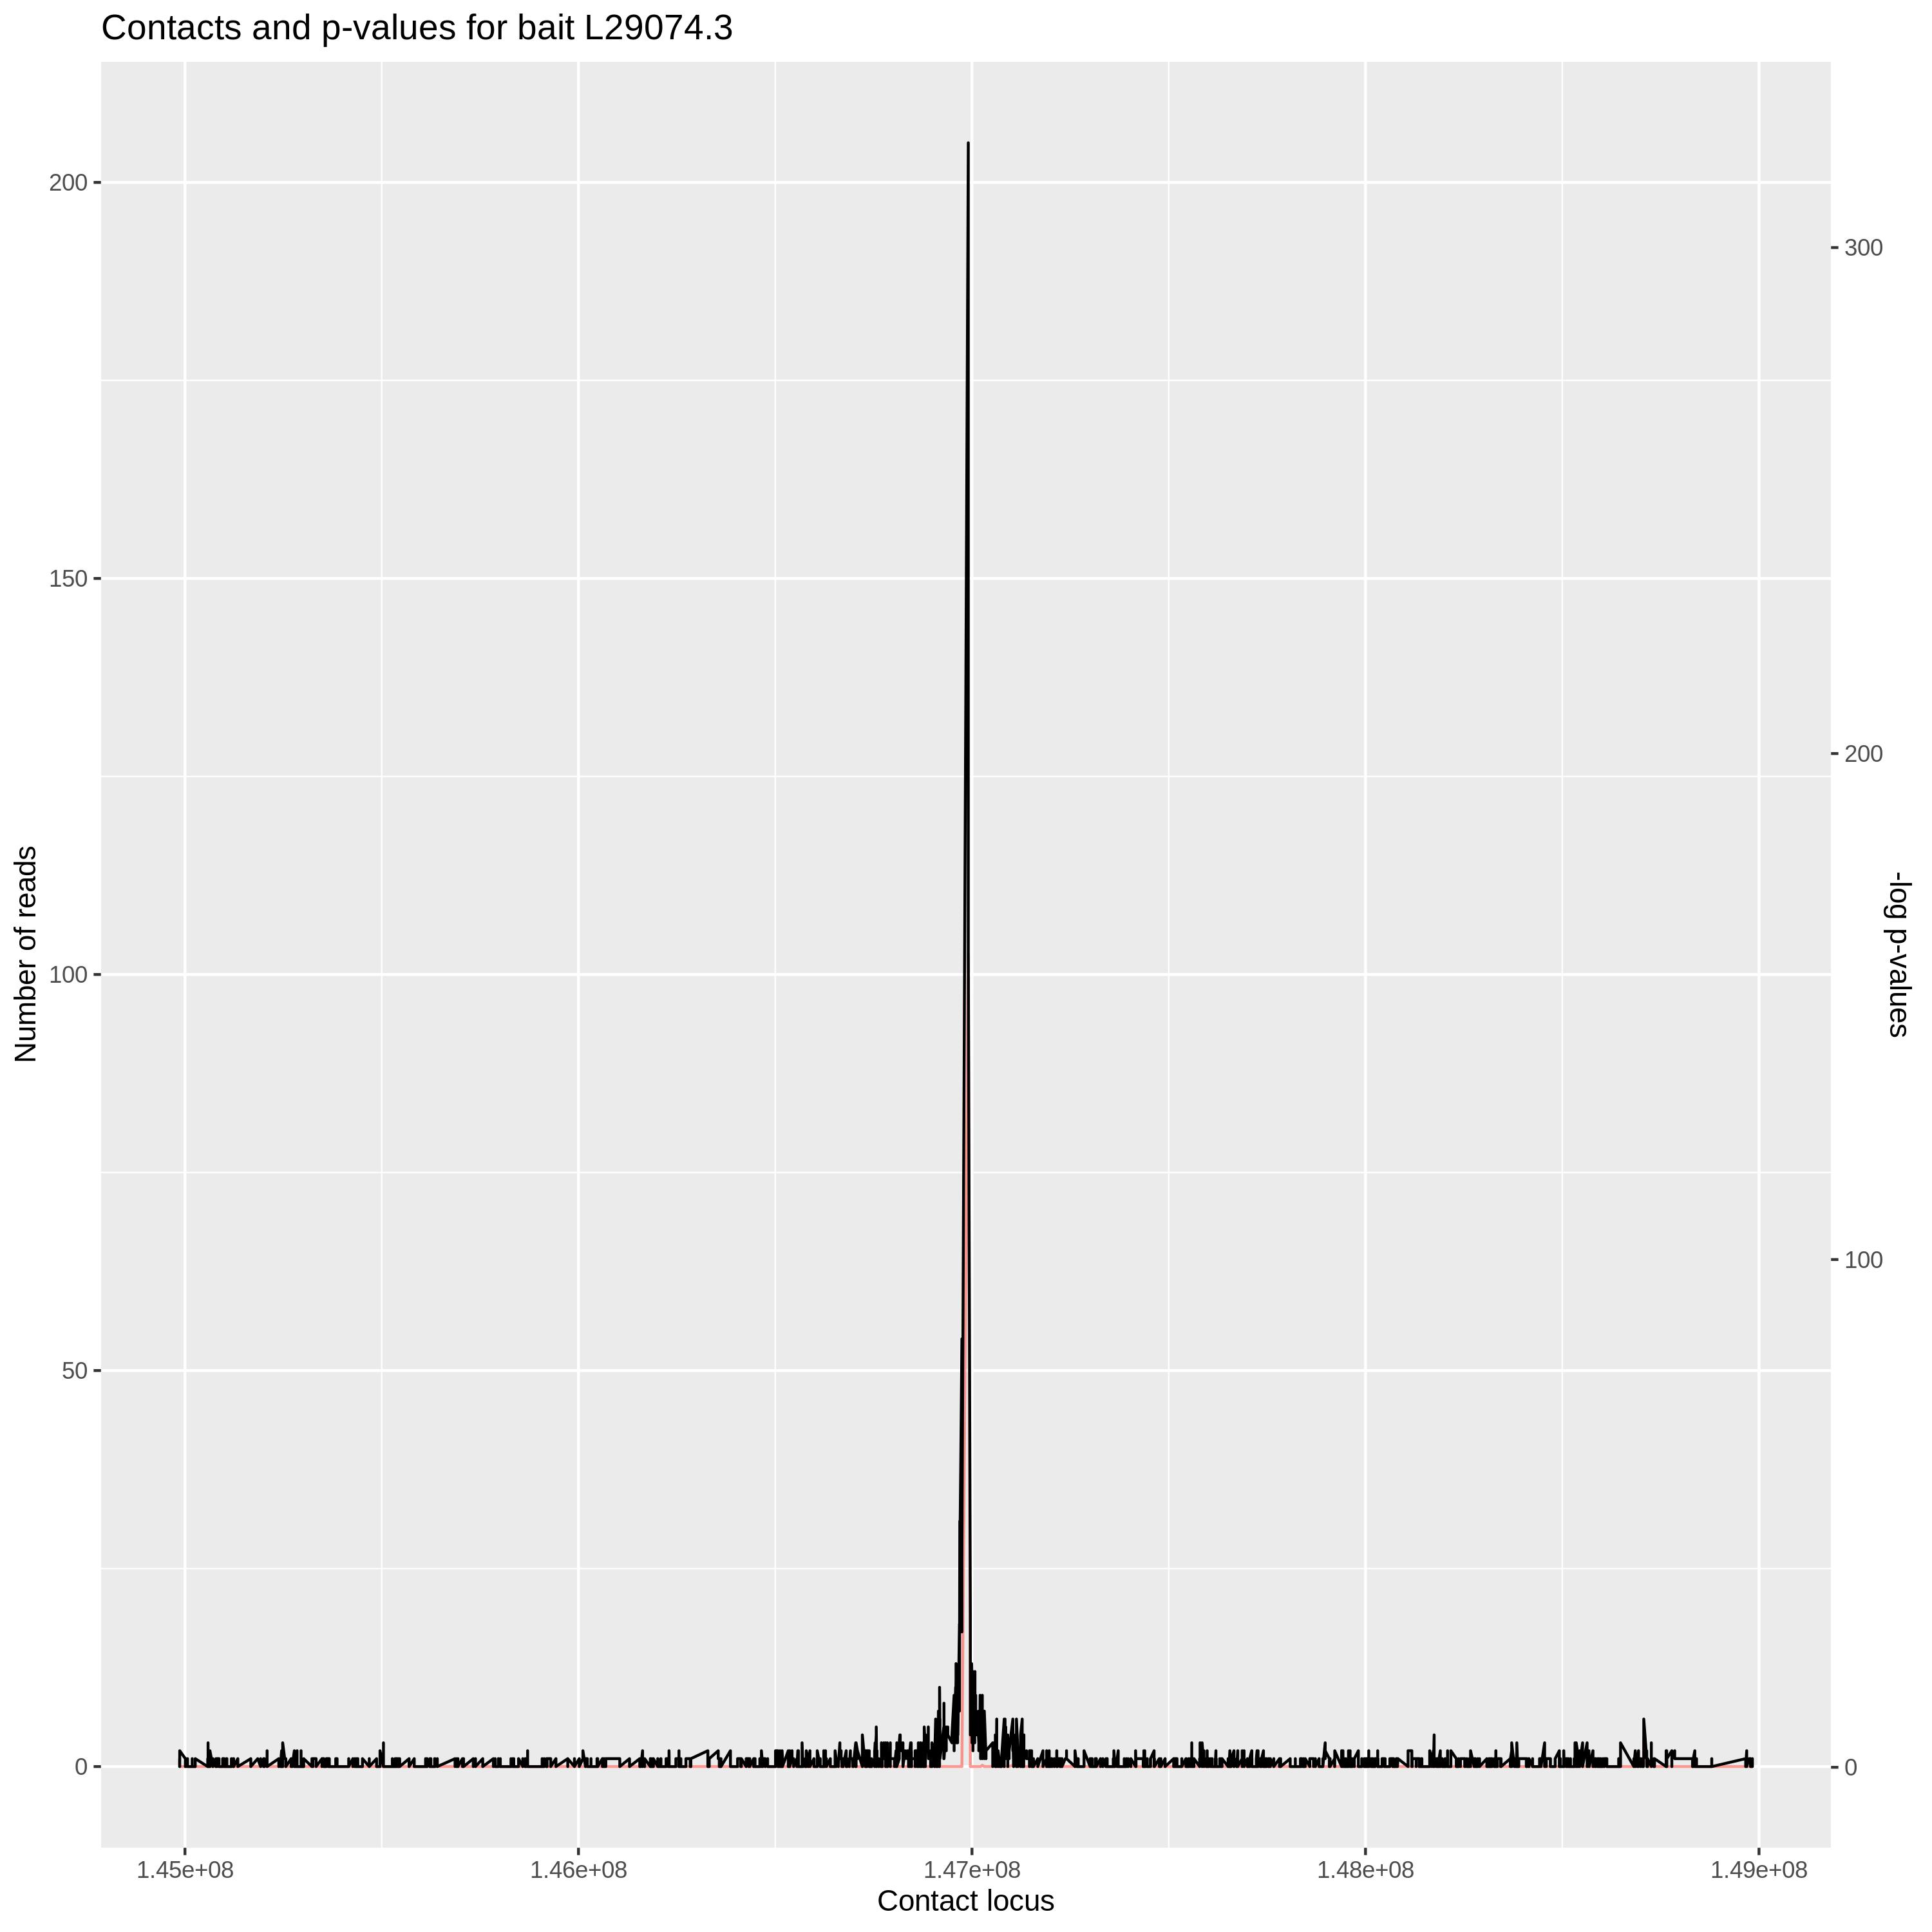 Contacts and p-values for bait L29074.3
Number of reads
200
150
100
50
0
300
200
100
0
-log p-values
1.45e+08 1.46e+08 1.47e+08 1.48e+08 1.49e+08
Contact locus